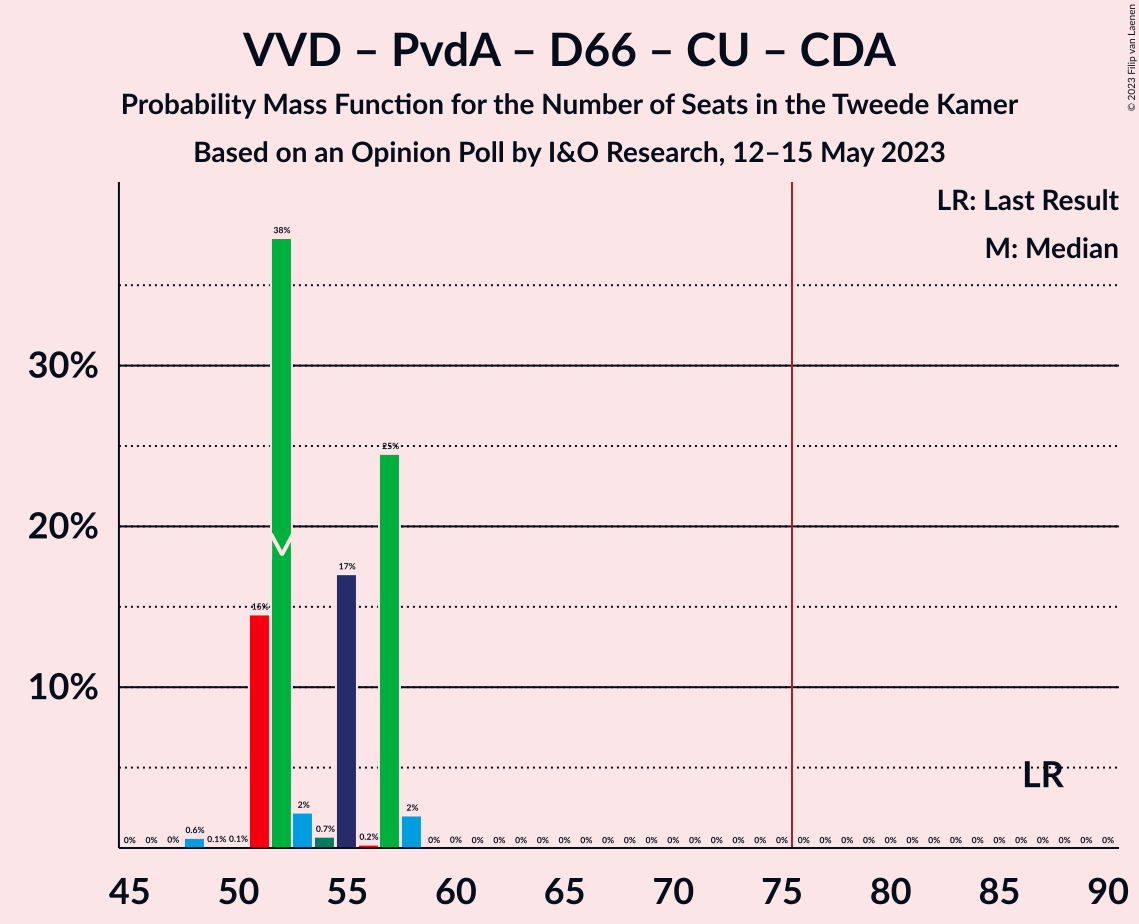 VVD – PvdA – D66 – CU – CDA
Probability Mass Function for the Number of Seats in the Tweede Kamer
Based on an Opinion Poll by I&O Research, 12–15 May 2023
© 2023 Filip van Laenen
LR: Last Result
M: Median
38%
30%
25%
20%
17%
15%
10%
LR
0% 0% 0% 0.6% 0.1% 0.1% 2% 0.7% 0.2% 2% 0% 0% 0% 0% 0% 0% 0% 0% 0% 0% 0% 0% 0% 0% 0% 0% 0% 0% 0% 0% 0% 0% 0% 0% 0% 0% 0% 0% 0% 0% 0% 0%
45 50 55 60 65 70 75 80 85 90